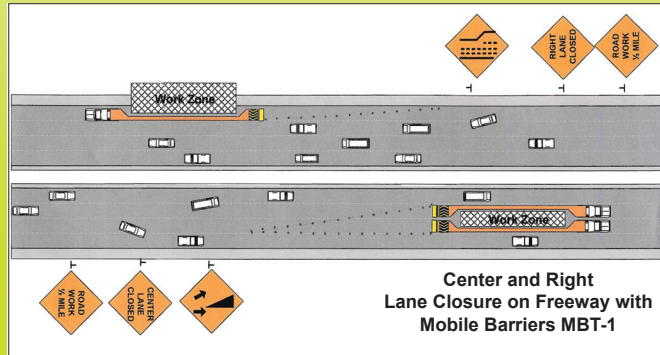 RIGHT
LANE
CLOSED
ROAD
WORK
½ MILE
Work Zone
Work Zone
ROAD
WORK
½ MILE
CENTER
LANE
CLOSED
Center and Right
Lane Closure on Freeway with
Mobile Barriers MBT-1